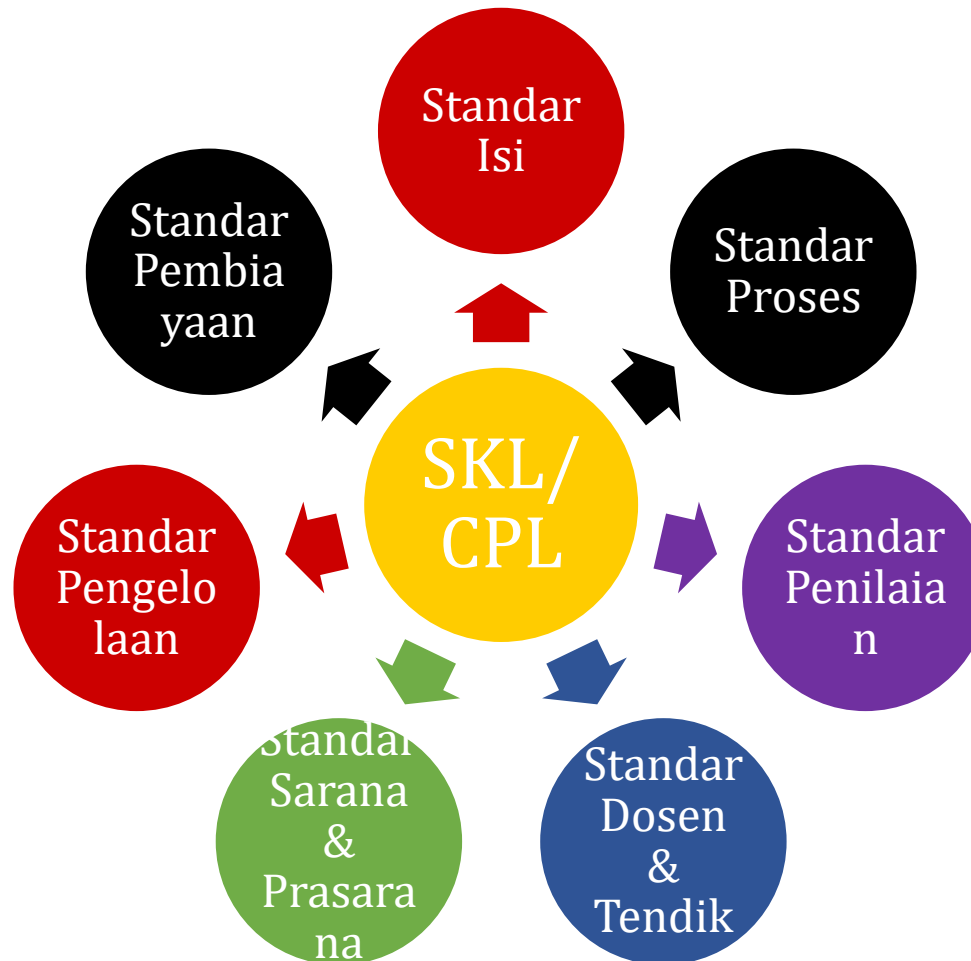 Standar
Isi
Standar
Proses
Standar
Penilaia
n
Standar
Dosen
&
Tendik
Standar
Sarana
&
Prasara
na
Standar
Pengelo
laan
Standar
Pembia
yaan
SKL/
CPL